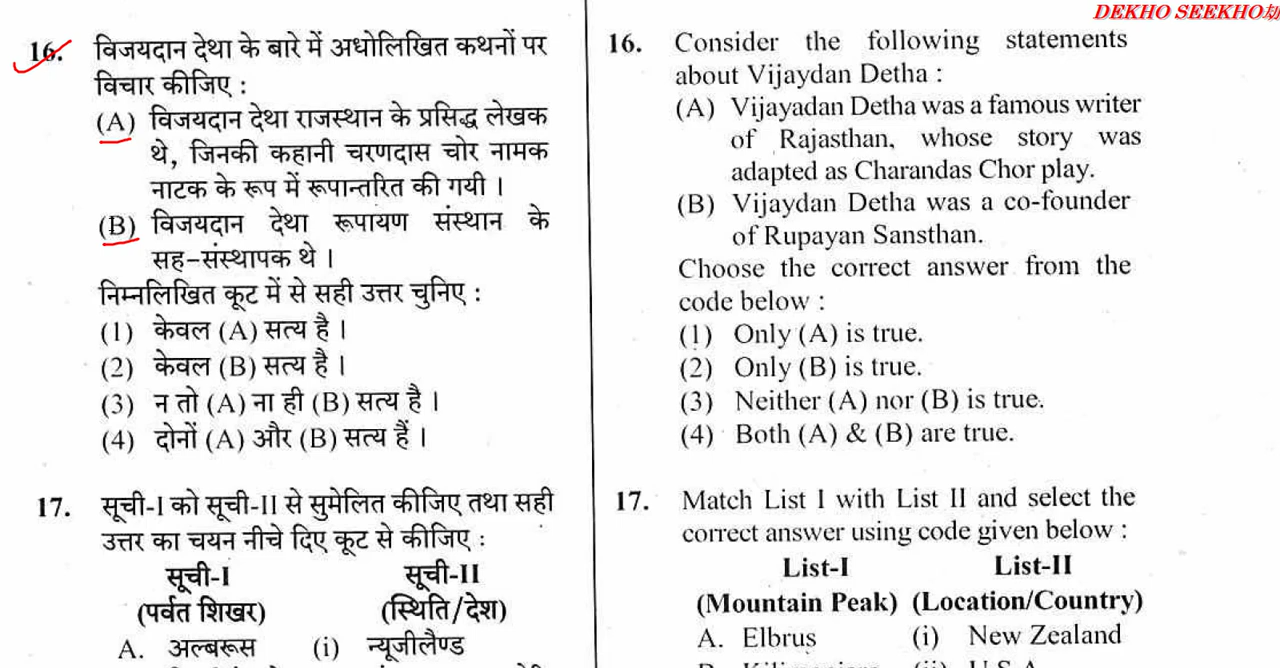 DEKHO SEEKHO
16. विजयदान देथा के बारे में अधोलिखित कथनों पर
विचार कीजिए :
(A) विजयदान देथा राजस्थान के प्रसिद्ध लेखक
थे, जिनकी कहानी चरणदास चोर नामक
नाटक के रूप में रूपान्तरित की गयी ।
(B) विजयदान देथा रूपायण संस्थान के
सह-संस्थापक थे ।
निम्नलिखित कूट में से सही उत्तर चुनिए :
(1) केवल (A) सत्य है ।
(2) केवल (B) सत्य है ।
(3) न तो (A) ना ही (B) सत्य है ।
(4) दोनों (A) और (B) सत्य हैं ।
17. सूची-I को सूची-II से सुमेलित कीजिए तथा सही
उत्तर का चयन नीचे दिए कूट से कीजिए :
सूची-I सूची-II
(पर्वत शिखर) (स्थिति/देश)
A. अल्बरूस (i) न्यूजीलैण्ड
16. Consider the following statements
about Vijaydan Detha :
(A) Vijayadan Detha was a famous writer
of Rajasthan, whose story was
adapted as Charandas Chor play.
(B) Vijaydan Detha was a co-founder
of Rupayan Sansthan.
Choose the correct answer from the
code below :
(1) Only (A) is true.
(2) Only (B) is true.
(3) Neither (A) nor (B) is true.
(4) Both (A) & (B) are true.
17. Match List I with List II and select the
correct answer using code given below :
List-I List-II
(Mountain Peak) (Location/Country)
A. Elbrus (i) New Zealand